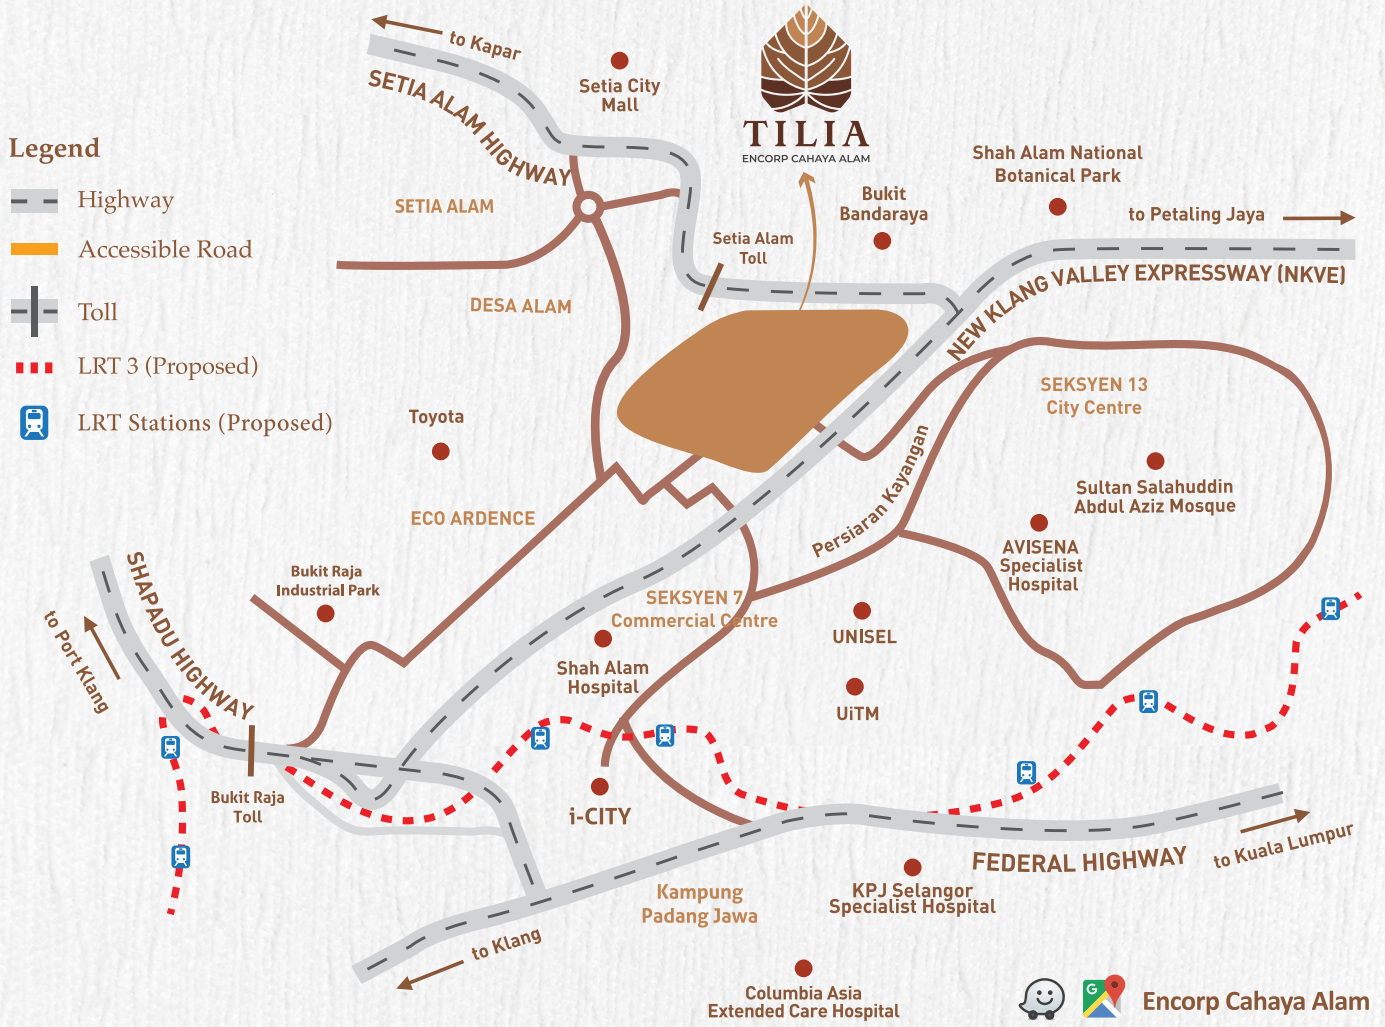 to Kapar
SETIA ALAM HIGHWAY
Setia City
Mall
TILIA
ENCORP CAHAYA ALAM
Shah Alam National
Botanical Park
Bukit
Bandaraya
to Petaling Jaya
NEW KLANG VALLEY EXPRESSWAY (NKVE)
Legend
Highway
Accessible Road
Toll
LRT 3 (Proposed)
LRT Stations (Proposed)
SETIA ALAM
Setia Alam
Toll
DESA ALAM
SEKSYEN 13
City Centre
Toyota
Persiaran Kayangan
Sultan Salahuddin
Abdul Aziz Mosque
ECO ARDENCE
AVISENA
Specialist
Hospital
SHAPADU HIGHWAY
to Port Klang
Bukit Raja
Industrial Park
SEKSYEN 7
Commercial Centre
UNISEL
Shah Alam
Hospital
UiTM
Bukit Raja
Toll
i-CITY
FEDERAL HIGHWAY
to Kuala Lumpur
KPJ Selangor
Specialist Hospital
Kampung
Padang Jawa
to Klang
Columbia Asia
Extended Care Hospital
G
Encorp Cahaya Alam